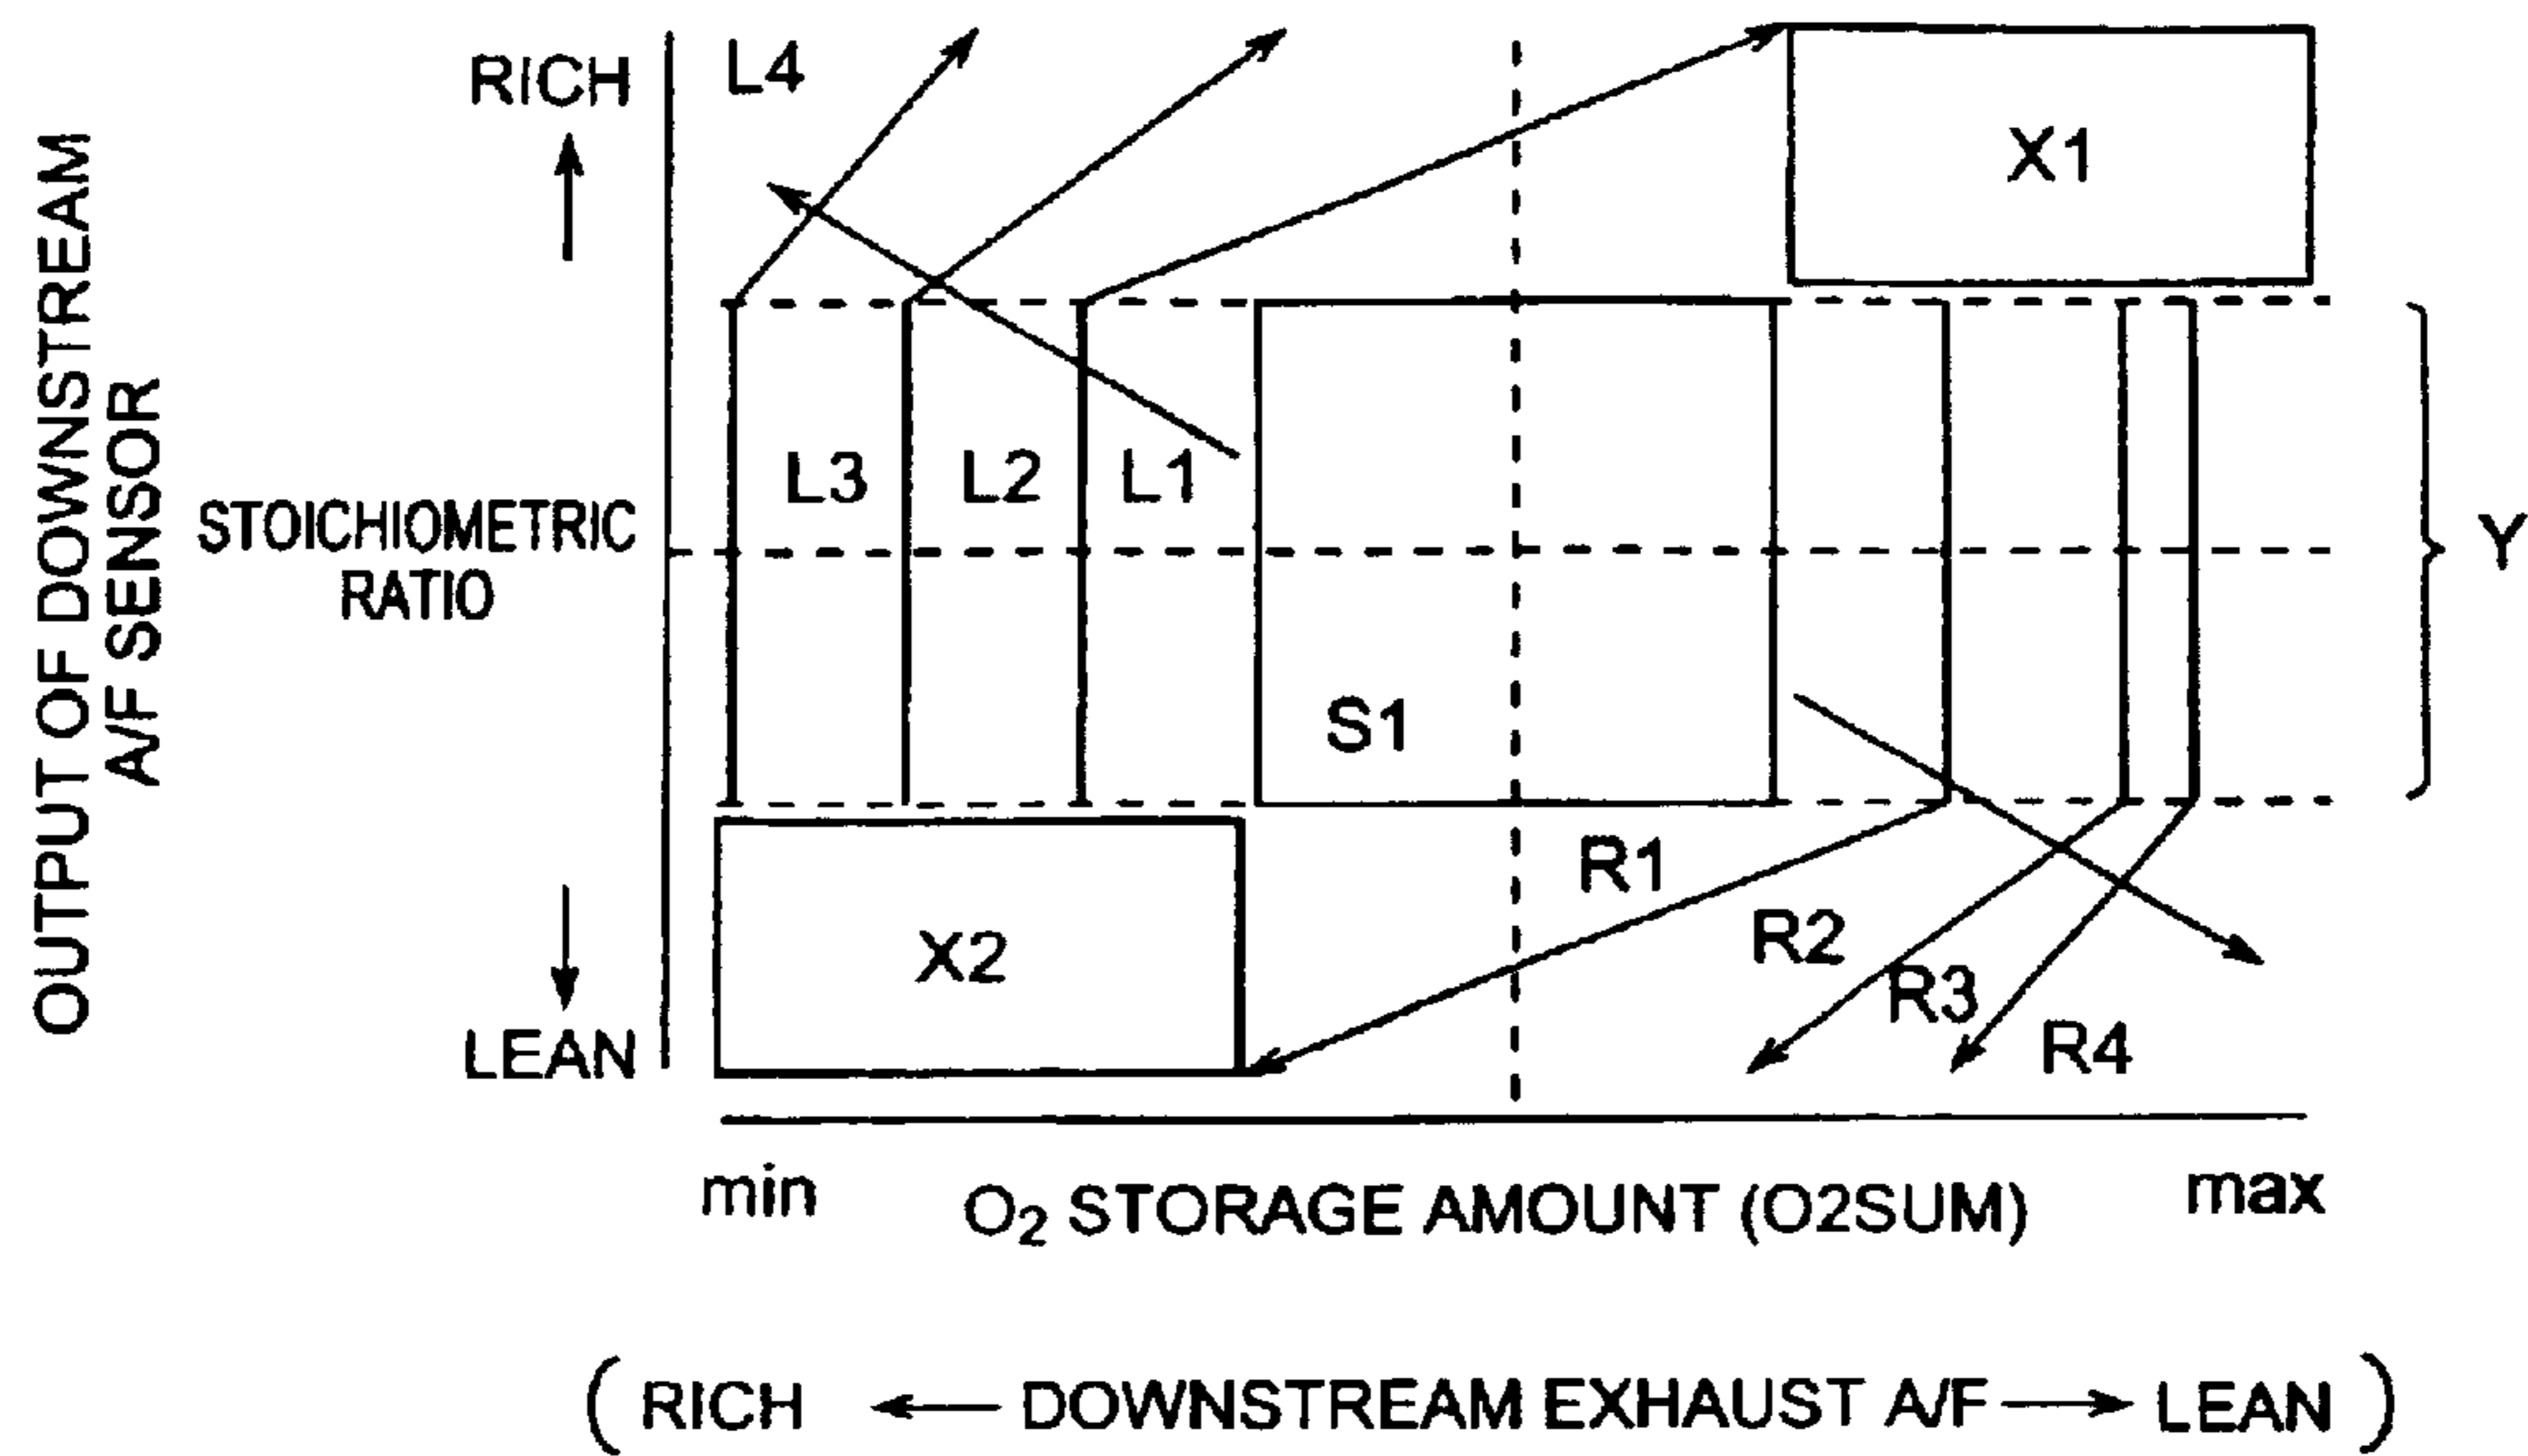 OUTPUT OF DOWNSTREAM
A/F SENSOR
RICH
STOICHIOMETRIC
RATIO
LEAN
L4
X1
L3
L2
L1
Y
S1
R1
X2
R2
R3
R4
min
O₂ STORAGE AMOUNT (O2SUM)
max
(RICH ← DOWNSTREAM EXHAUST A/F → LEAN)